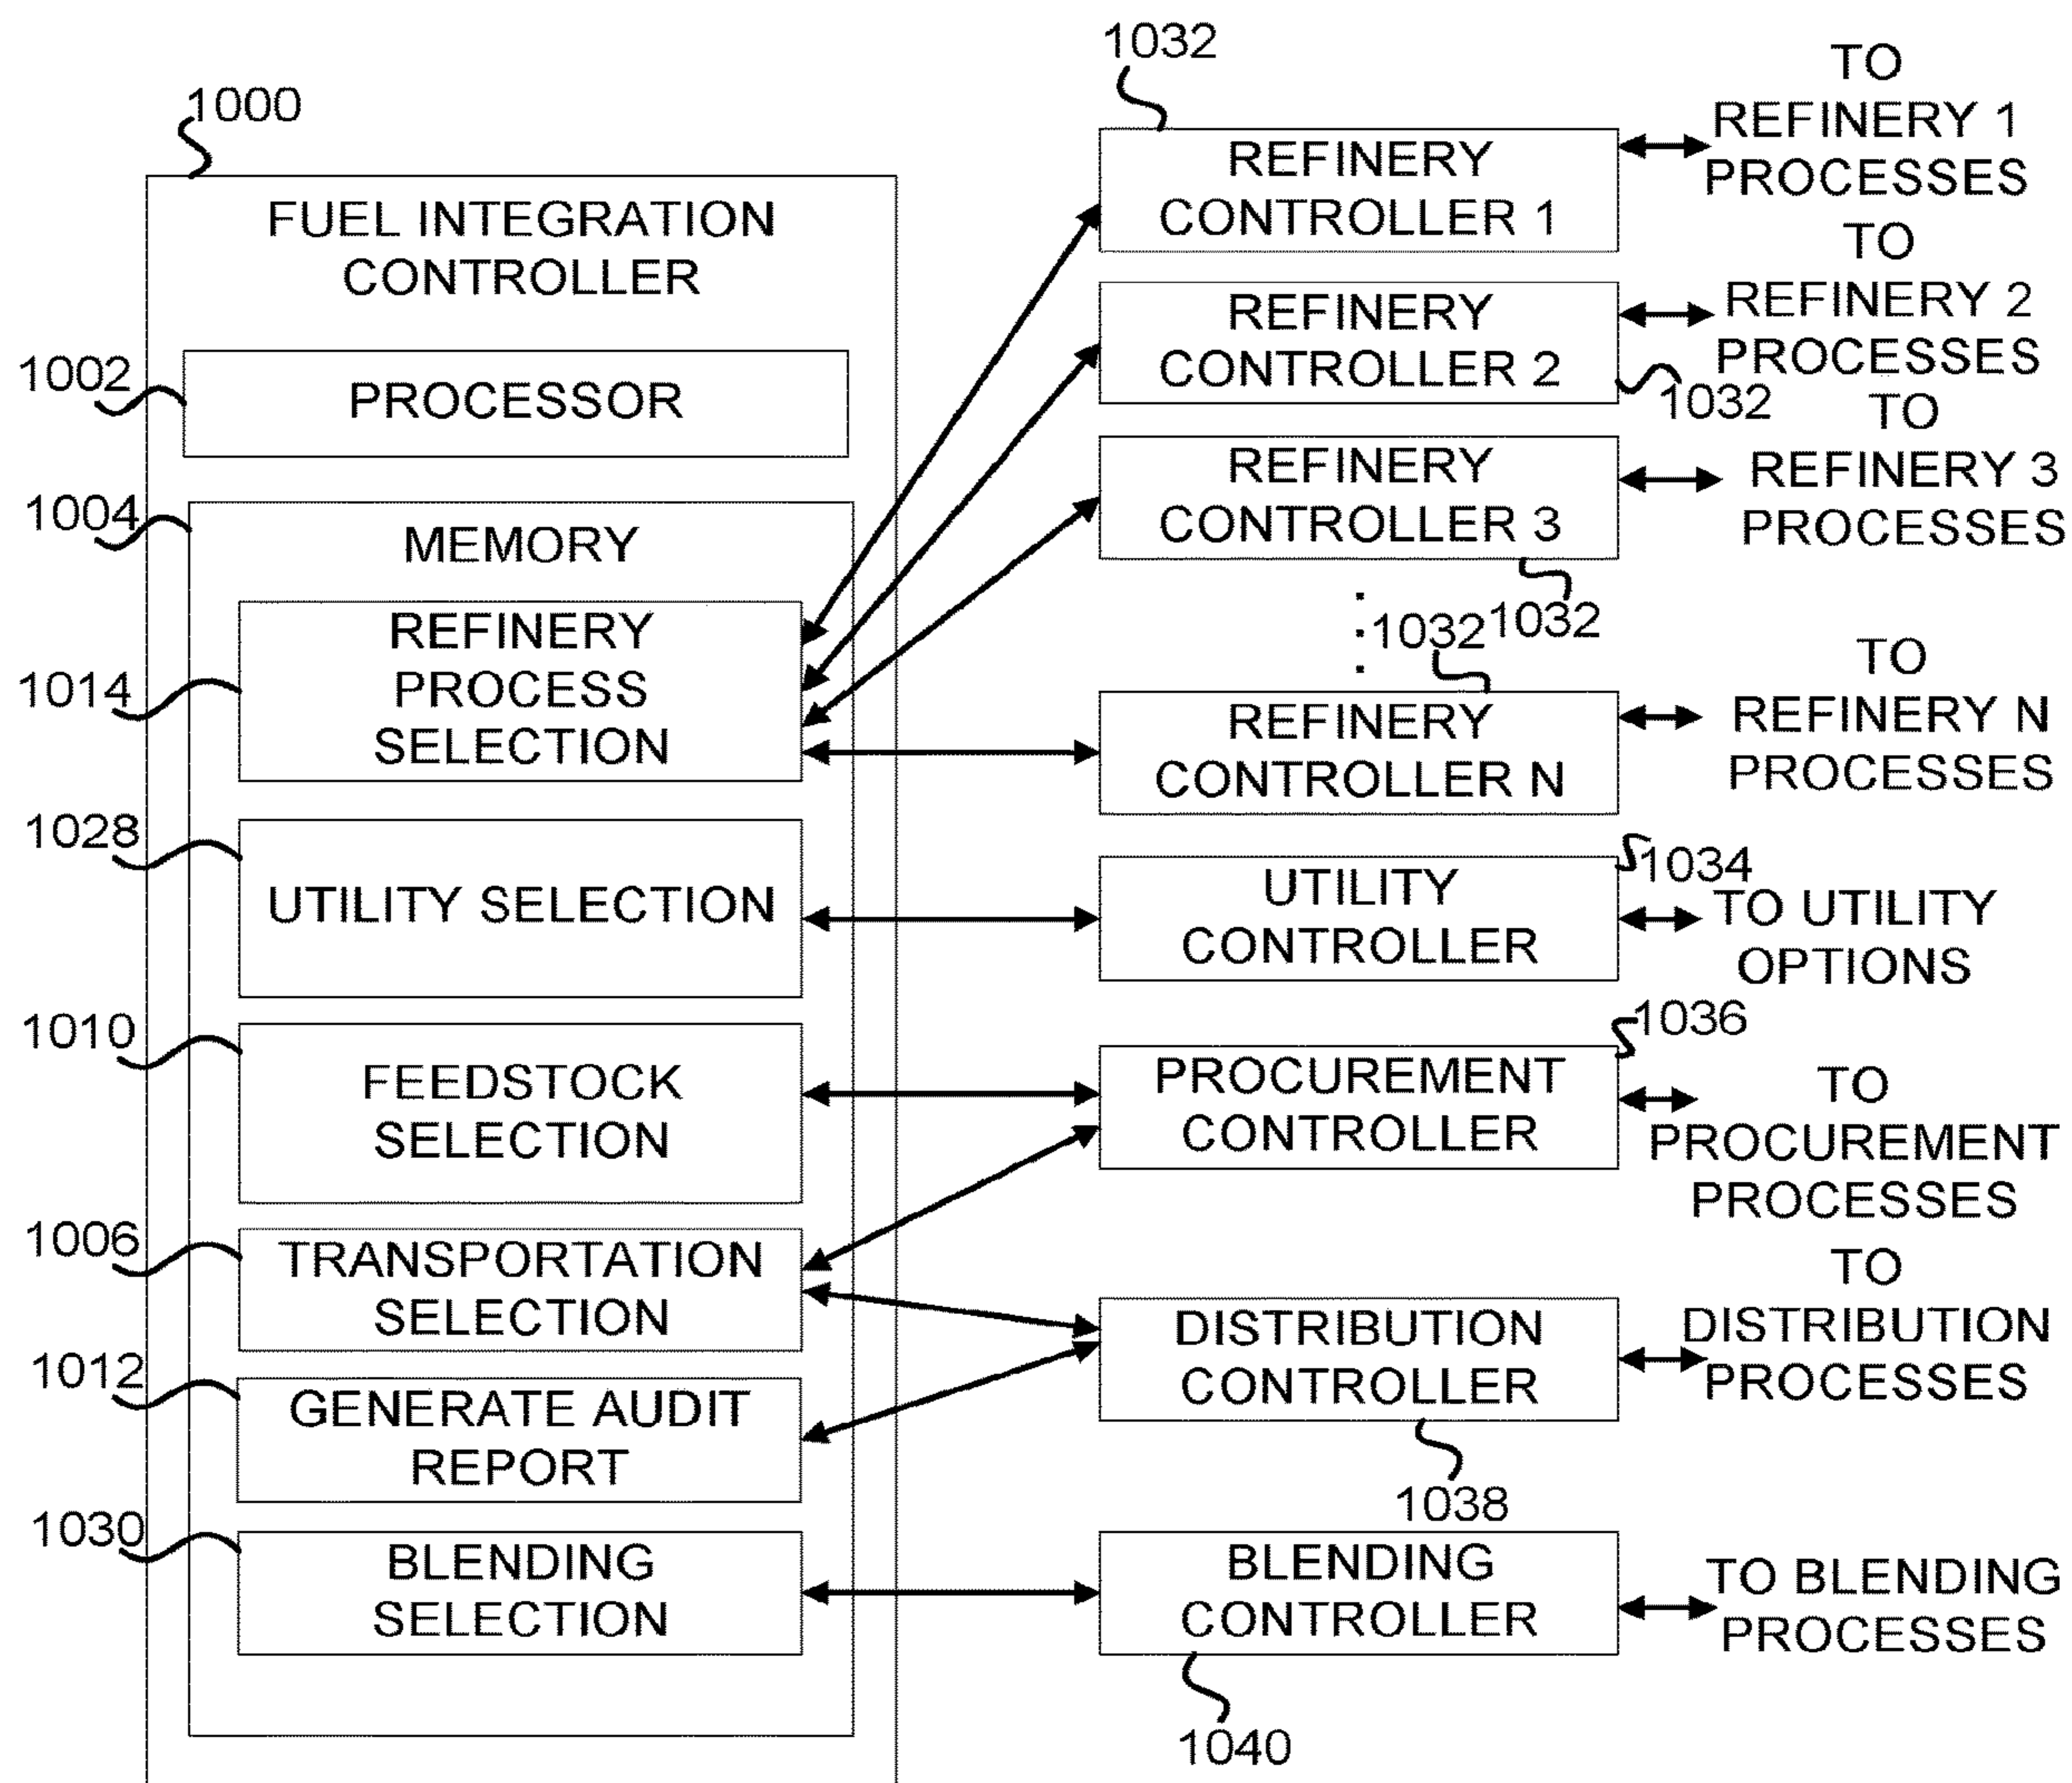 1000
FUEL INTEGRATION
CONTROLLER
1002
PROCESSOR
1004
MEMORY
1014
REFINERY
PROCESS
SELECTION
1028
UTILITY SELECTION
1010
FEEDSTOCK
SELECTION
1006
TRANSPORTATION
SELECTION
1012
GENERATE AUDIT
REPORT
1030
BLENDING
SELECTION
1032
REFINERY
CONTROLLER 1
TO
REFINERY 1
PROCESSES
REFINERY
CONTROLLER 2
1032
TO
REFINERY 2
PROCESSES
REFINERY
CONTROLLER 3
1032
TO
REFINERY 3
PROCESSES
1032
REFINERY
CONTROLLER N
TO
REFINERY N
PROCESSES
1034
UTILITY
CONTROLLER
TO UTILITY
OPTIONS
1036
PROCUREMENT
CONTROLLER
TO
PROCUREMENT
PROCESSES
DISTRIBUTION
CONTROLLER
1038
TO
DISTRIBUTION
PROCESSES
BLENDING
CONTROLLER
1040
TO BLENDING
PROCESSES